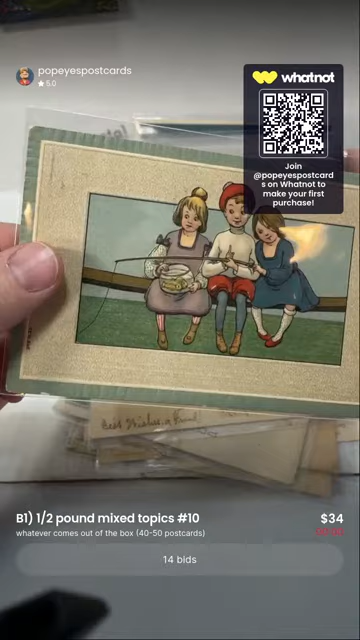 popeyespostcards
5.0
whatnot
Join
@popeyespostcard
s on Whatnot to
make your first
purchase!
Best Wishes a Friend
B1) 1/2 pound mixed topics #10
$34
whatever comes out of the box (40-50 postcards)
14 bids